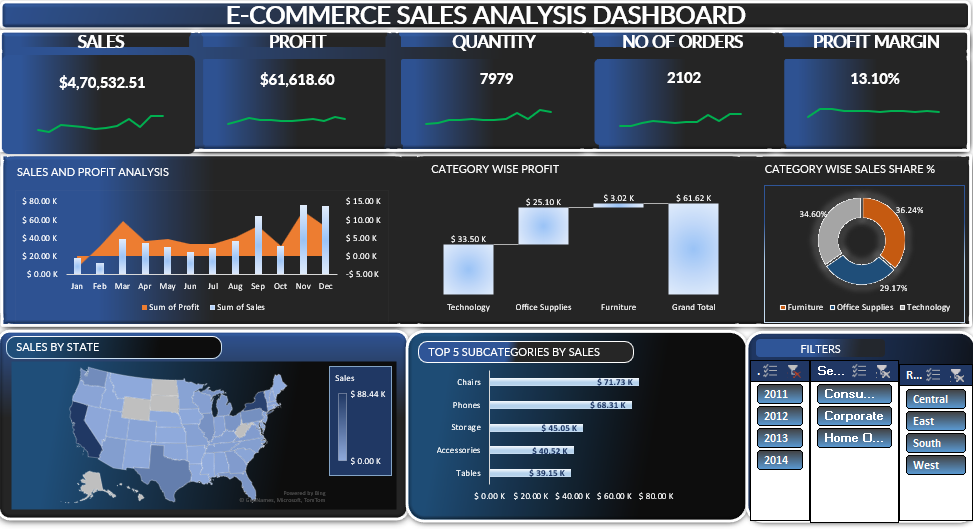 E-COMMERCE SALES ANALYSIS DASHBOARD
SALES
PROFIT
QUANTITY
NO OF ORDERS
PROFIT MARGIN
$4,70,532.51
$61,618.60
7979
2102
13.10%
SALES AND PROFIT ANALYSIS
$ 80.00 K
$ 60.00 K
$ 40.00 K
$ 20.00 K
$ 0.00 K
$ 15.00 K
$ 10.00 K
$ 5.00 K
$ 0.00 K
-$ 5.00 K
Jan Feb Mar Apr May Jun Jul Aug Sep Oct Nov Dec
Sum of Profit Sum of Sales
CATEGORY WISE PROFIT
$ 33.50 K
$ 25.10 K
$ 3.02 K
$ 61.62 K
Technology Office Supplies Furniture Grand Total
CATEGORY WISE SALES SHARE %
34.60%
36.24%
29.17%
Furniture Office Supplies Technology
SALES BY STATE
Sales
$ 88.44 K
$ 0.00 K
Powered by Bing
© GeoNames, Microsoft, TomTom
TOP 5 SUBCATEGORIES BY SALES
Chairs $ 71.73 K
Phones $ 68.31 K
Storage $ 45.05 K
Accessories $ 40.52 K
Tables $ 39.15 K
$ 0.00 K $ 20.00 K $ 40.00 K $ 60.00 K $ 80.00 K
FILTERS
.
2011
2012
2013
2014
Se...
Consu...
Corporate
Home O...
R...
Central
East
South
West